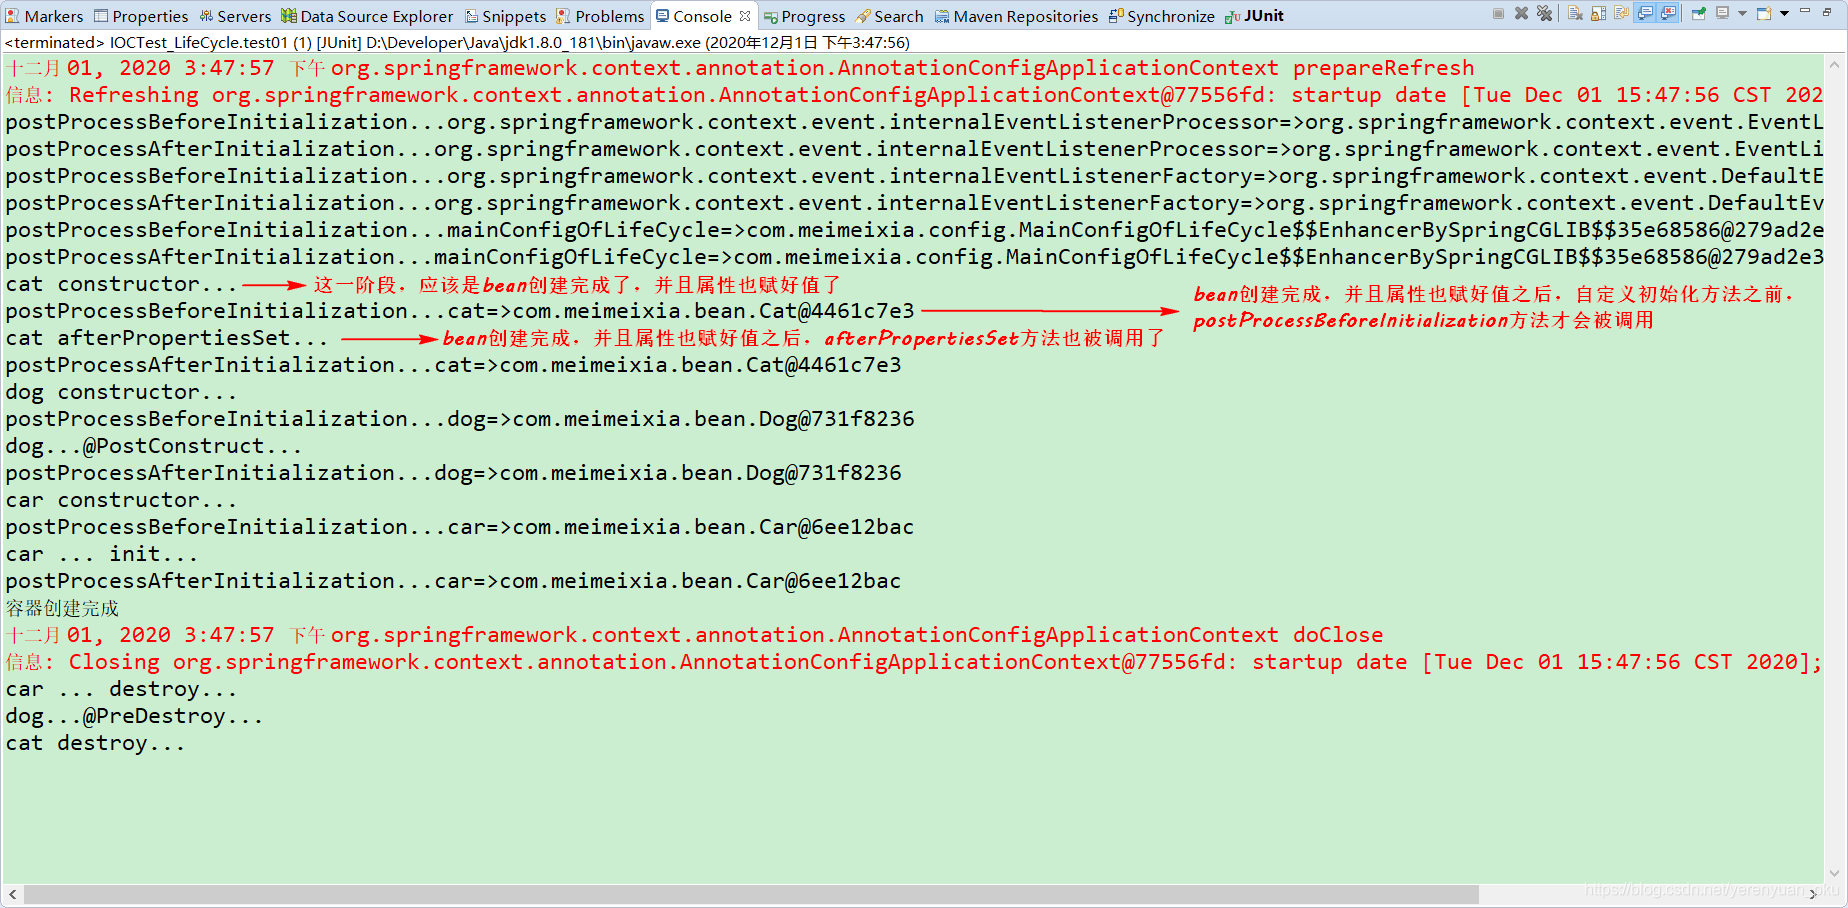 Markers Properties Servers Data Source Explorer Snippets Problems Console Progress Search Maven Repositories Synchronize JUnit
<terminated> IOCTest_LifeCycle.test01 (1) [JUnit] D:\Developer\Java\jdk1.8.0_181\bin\javaw.exe (2020年12月1日 下午3:47:56)
十二月 01, 2020 3:47:57 下午 org.springframework.context.annotation.AnnotationConfigApplicationContext prepareRefresh
信息: Refreshing org.springframework.context.annotation.AnnotationConfigApplicationContext@77556fd: startup date [Tue Dec 01 15:47:56 CST 202
postProcessBeforeInitialization...org.springframework.context.event.internalEventListenerProcessor=>org.springframework.context.event.EventL
postProcessAfterInitialization...org.springframework.context.event.internalEventListenerProcessor=>org.springframework.context.event.EventLi
postProcessBeforeInitialization...org.springframework.context.event.internalEventListenerFactory=>org.springframework.context.event.DefaultE
postProcessAfterInitialization...org.springframework.context.event.internalEventListenerFactory=>org.springframework.context.event.DefaultEv
postProcessBeforeInitialization...mainConfigOfLifeCycle=>com.meimeixia.config.MainConfigOfLifeCycle$$EnhancerBySpringCGLIB$$35e68586@279ad2e
postProcessAfterInitialization...mainConfigOfLifeCycle=>com.meimeixia.config.MainConfigOfLifeCycle$$EnhancerBySpringCGLIB$$35e68586@279ad2e3
cat constructor... 这一阶段，应该是bean创建完成了，并且属性也赋好值了
postProcessBeforeInitialization...cat=>com.meimeixia.bean.Cat@4461c7e3
bean创建完成，并且属性也赋好值之后，自定义初始化方法之前，
postProcessBeforeInitialization方法才会被调用
cat afterPropertiesSet... bean创建完成，并且属性也赋好值之后，afterPropertiesSet方法也被调用了
postProcessAfterInitialization...cat=>com.meimeixia.bean.Cat@4461c7e3
dog constructor...
postProcessBeforeInitialization...dog=>com.meimeixia.bean.Dog@731f8236
dog...@PostConstruct...
postProcessAfterInitialization...dog=>com.meimeixia.bean.Dog@731f8236
car constructor...
postProcessBeforeInitialization...car=>com.meimeixia.bean.Car@6ee12bac
car ... init...
postProcessAfterInitialization...car=>com.meimeixia.bean.Car@6ee12bac
容器创建完成
十二月 01, 2020 3:47:57 下午 org.springframework.context.annotation.AnnotationConfigApplicationContext doClose
信息: Closing org.springframework.context.annotation.AnnotationConfigApplicationContext@77556fd: startup date [Tue Dec 01 15:47:56 CST 2020];
car ... destroy...
dog...@PreDestroy...
cat destroy...
https://blog.csdn.net/yerenyuan_pku